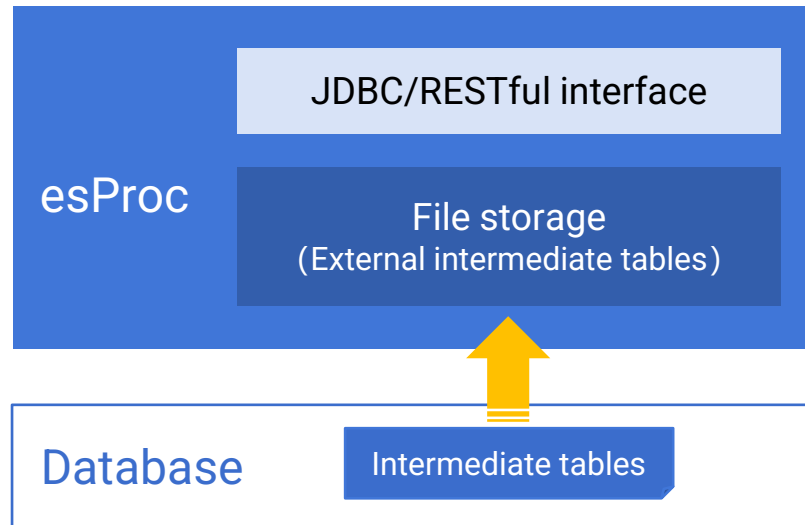 JDBC/RESTful interface
esProc
File storage
(External intermediate tables)
Database
Intermediate tables